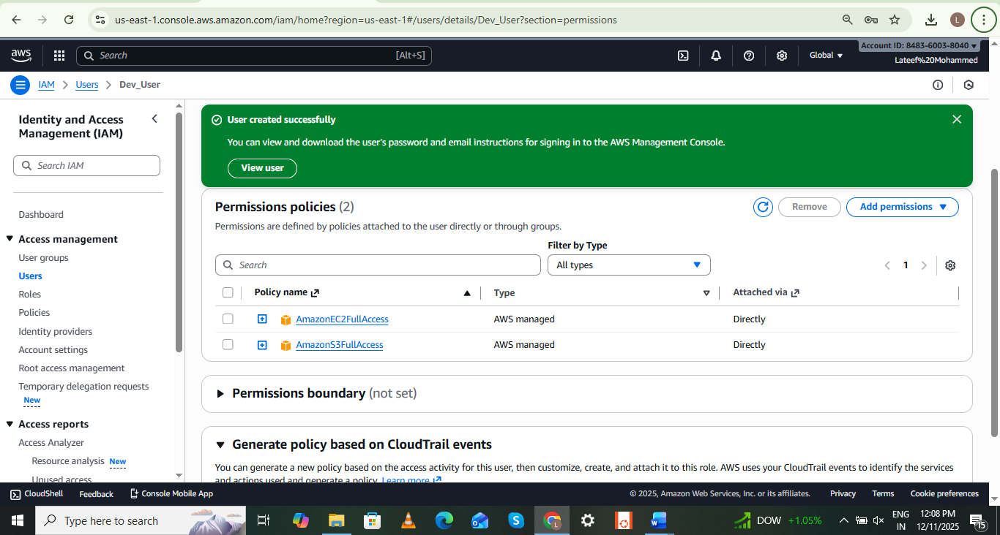 us-east-1.console.aws.amazon.com/iam/home?region=us-east-1#/users/details/Dev_User?section=permissions
L
aws
Search [Alt+S]
Global
Account ID: 8483-6003-8040
Lateef%20Mohammed
IAM
Users
Dev_User
Identity and Access
Management (IAM)
Search IAM
Dashboard
Access management
User groups
Users
Roles
Policies
Identity providers
Account settings
Root access management
Temporary delegation requests
New
Access reports
Access Analyzer
Resource analysis New
Unused access
User created successfully
You can view and download the user's password and email instructions for signing in to the AWS Management Console.
View user
Permissions policies (2)
Remove
Add permissions
Permissions are defined by policies attached to the user directly or through groups.
Filter by Type
Search
All types
1
Policy name
Type
Attached via
AmazonEC2FullAccess AWS managed Directly
AmazonS3FullAccess AWS managed Directly
Permissions boundary (not set)
Generate policy based on CloudTrail events
You can generate a new policy based on the access activity for this user, then customize, create, and attach it to this role. AWS uses your CloudTrail events to identify the services
and actions used and generate a policy. Learn more
CloudShell
Feedback
Console Mobile App
© 2025, Amazon Web Services, Inc. or its affiliates.
Privacy
Terms
Cookie preferences
Type here to search
DOW +1.05%
ENG
IN
12:08 PM
12/11/2025
15